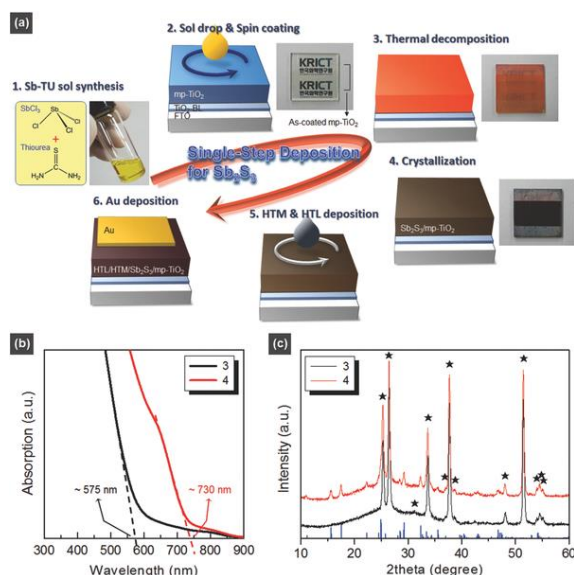 (a)
2. Sol drop & Spin coating
mp-TiO2
TiO2 BL
FTO
KRICT
한국화학연구원
KRICT
한국화학연구원
As-coated mp-TiO2
3. Thermal decomposition
1. Sb-TU sol synthesis
SbCl3
Sb
Cl
Cl
Cl
+
Thiourea
S
C
H2N
NH2
Single-Step Deposition
for Sb2S3
4. Crystallization
Sb2S3/mp-TiO2
5. HTM & HTL deposition
6. Au deposition
Au
HTL/HTM/Sb2S3/mp-TiO2
(b)
Absorption (a.u.)
3
4
~ 575 nm
~ 730 nm
300 400 500 600 700 800 900
Wavelength (nm)
(c)
Intensity (a.u.)
3
4
10 20 30 40 50 60
2theta (degree)